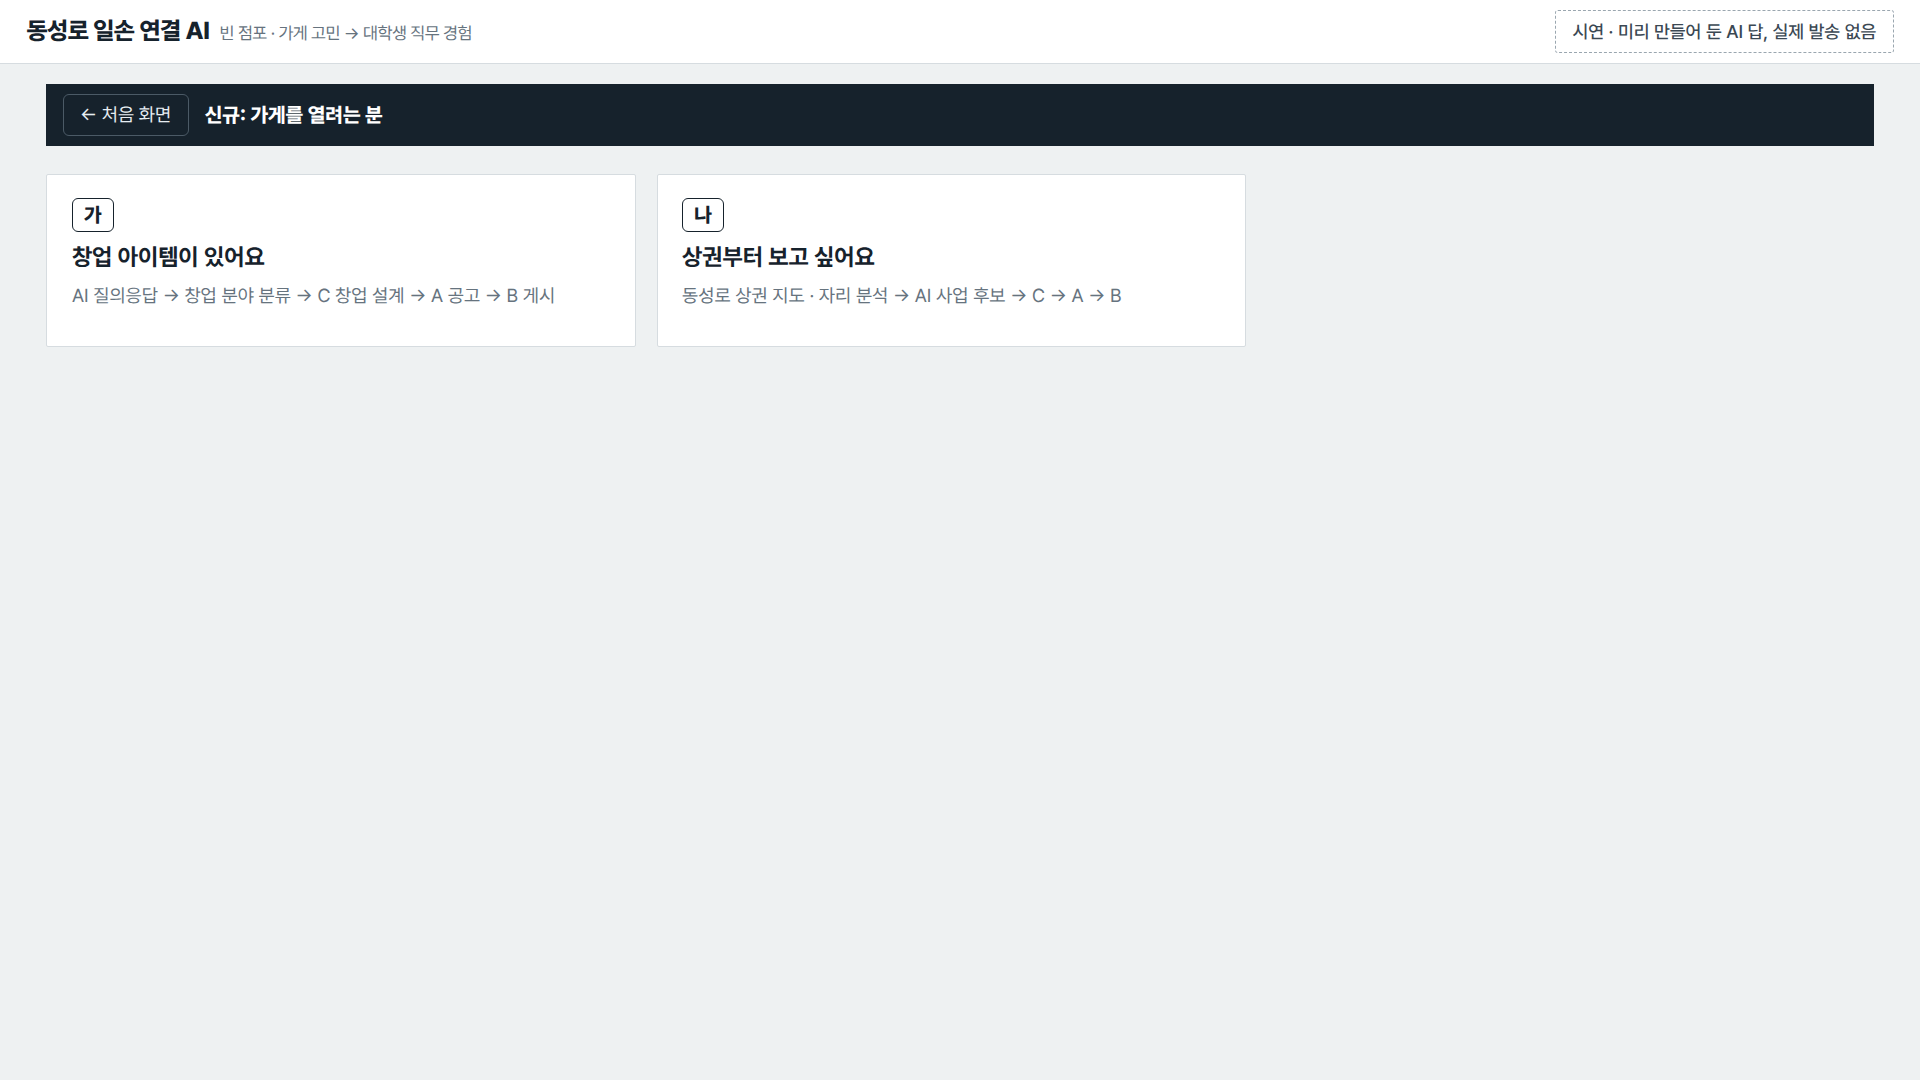 동성로 일손 연결 AI 빈 점포 · 가게 고민 → 대학생 직무 경험
시연 · 미리 만들어 둔 AI 답, 실제 발송 없음
← 처음 화면 신규: 가게를 열려는 분
가
창업 아이템이 있어요
AI 질의응답 → 창업 분야 분류 → C 창업 설계 → A 공고 → B 게시
나
상권부터 보고 싶어요
동성로 상권 지도 · 자리 분석 → AI 사업 후보 → C → A → B